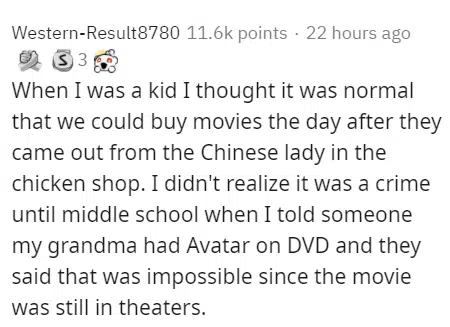 Western-Result8780 11.6k points · 22 hours ago
S 3
When I was a kid I thought it was normal
that we could buy movies the day after they
came out from the Chinese lady in the
chicken shop. I didn't realize it was a crime
until middle school when I told someone
my grandma had Avatar on DVD and they
said that was impossible since the movie
was still in theaters.